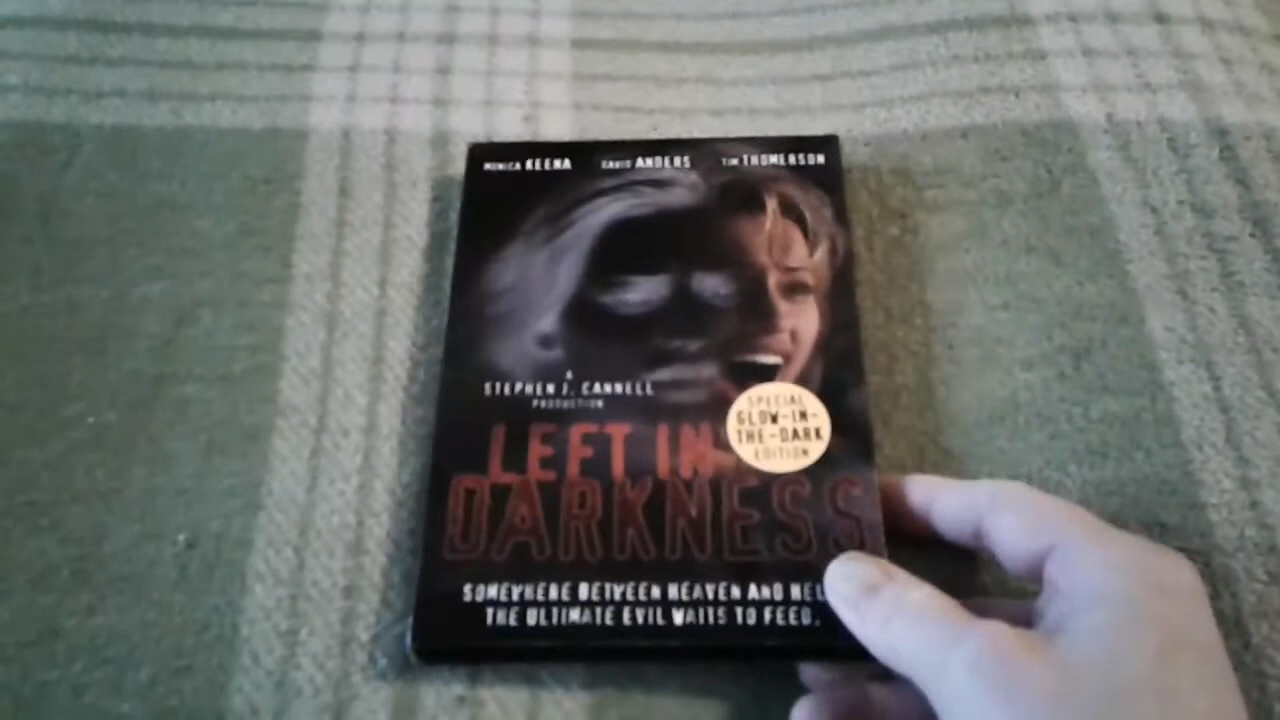 MONICA KEENA DAVID ANDERS TIM THOMERSON
A
STEPHEN J. CANNELL
PRODUCTION
SPECIAL
GLOW-IN-
THE-DARK
EDITION
LEFT IN
DARKNESS
SOMEWHERE BETWEEN HEAVEN AND HEL
THE ULTIMATE EVIL WAITS TO FEED.